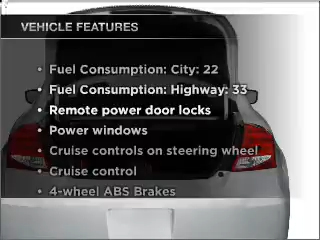 VEHICLE FEATURES
• Fuel Consumption: City: 22
• Fuel Consumption: Highway: 33
• Remote power door locks
• Power windows
• Cruise controls on steering wheel
• Cruise control
• 4-wheel ABS Brakes